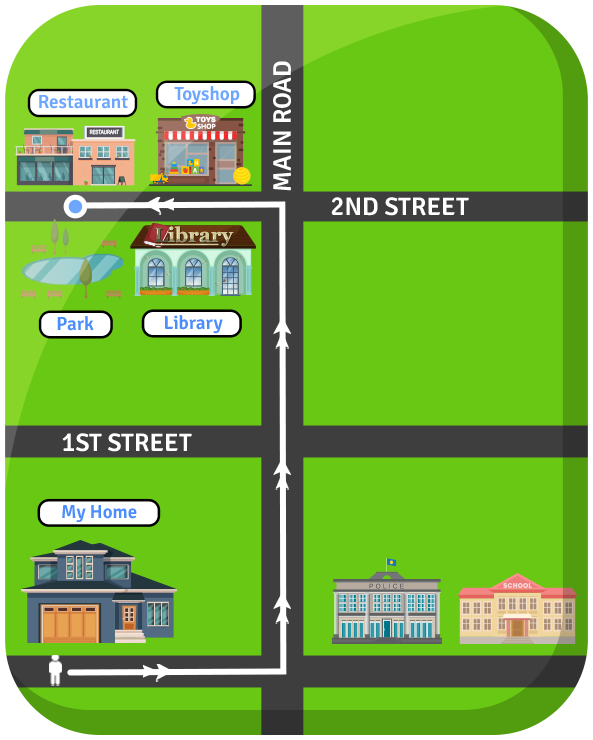 MAIN ROAD
Restaurant
Toyshop
RESTAURANT
TOYS
SHOP
2ND STREET
Library
Park
Library
1ST STREET
My Home
POLICE
SCHOOL